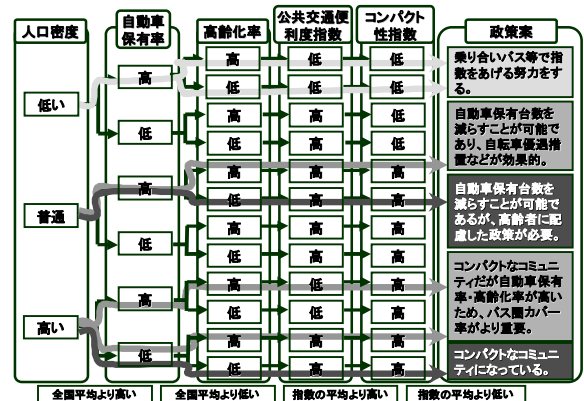 人口密度
低い
普通
高い
自動車
保有率
高
低
高
低
高
低
高齢化率
高
低
高
低
高
低
高
低
高
低
高
低
公共交通便
利度指数
低
低
高
高
高
高
高
高
低
低
高
高
コンパクト
性指数
低
低
低
低
高
高
高
高
高
高
高
高
政策案
乗り合いバス等で指
数をあげる努力をす
る。
自動車保有台数を
減らすことが可能で
あり、自転車優遇措
置などが効果的。
自動車保有台数を
減らすことが可能で
あるが、高齢者に配
慮した政策が必要。
コンパクトなコミュニ
ティだが自動車保有
率・高齢化率が高い
ため、バス圏カバー
率がより重要。
コンパクトなコミュニ
ティになっている。
全国平均より高い
全国平均より低い
指数の平均より高い
指数の平均より低い